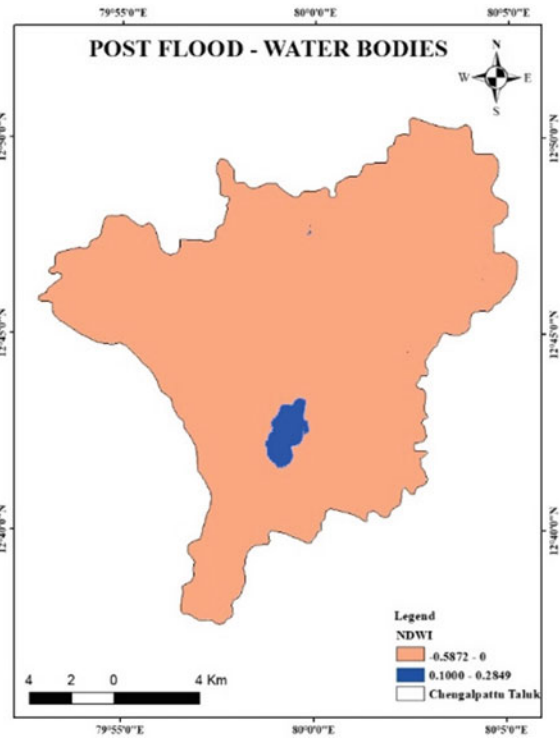 79°55'0"E 80°0'0"E 80°5'0"E
POST FLOOD - WATER BODIES
N
W E
S
12°50'0"N 12°50'0"N
12°45'0"N 12°45'0"N
12°40'0"N 12°40'0"N
Legend
NDWI
-0.5872 - 0
0.1000 - 0.2849
Chengalpattu Taluk
4 2 0 4 Km
79°55'0"E 80°0'0"E 80°5'0"E